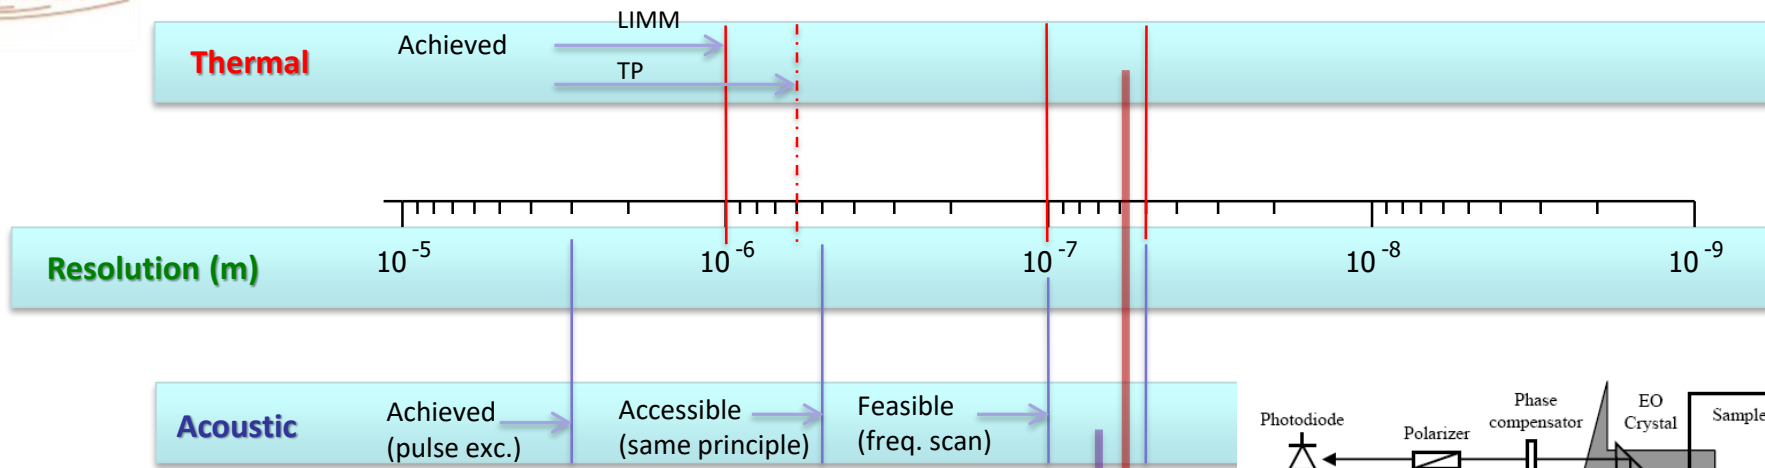 LIMM
Thermal
Achieved
TP
Resolution (m)
10 -5
10 -6
10 -7
10 -8
10 -9
Acoustic
Achieved
(pulse exc.)
Accessible
(same principle)
Feasible
(freq. scan)
Photodiode
Polarizer
Phase
compensator
EO
Crystal
Sample